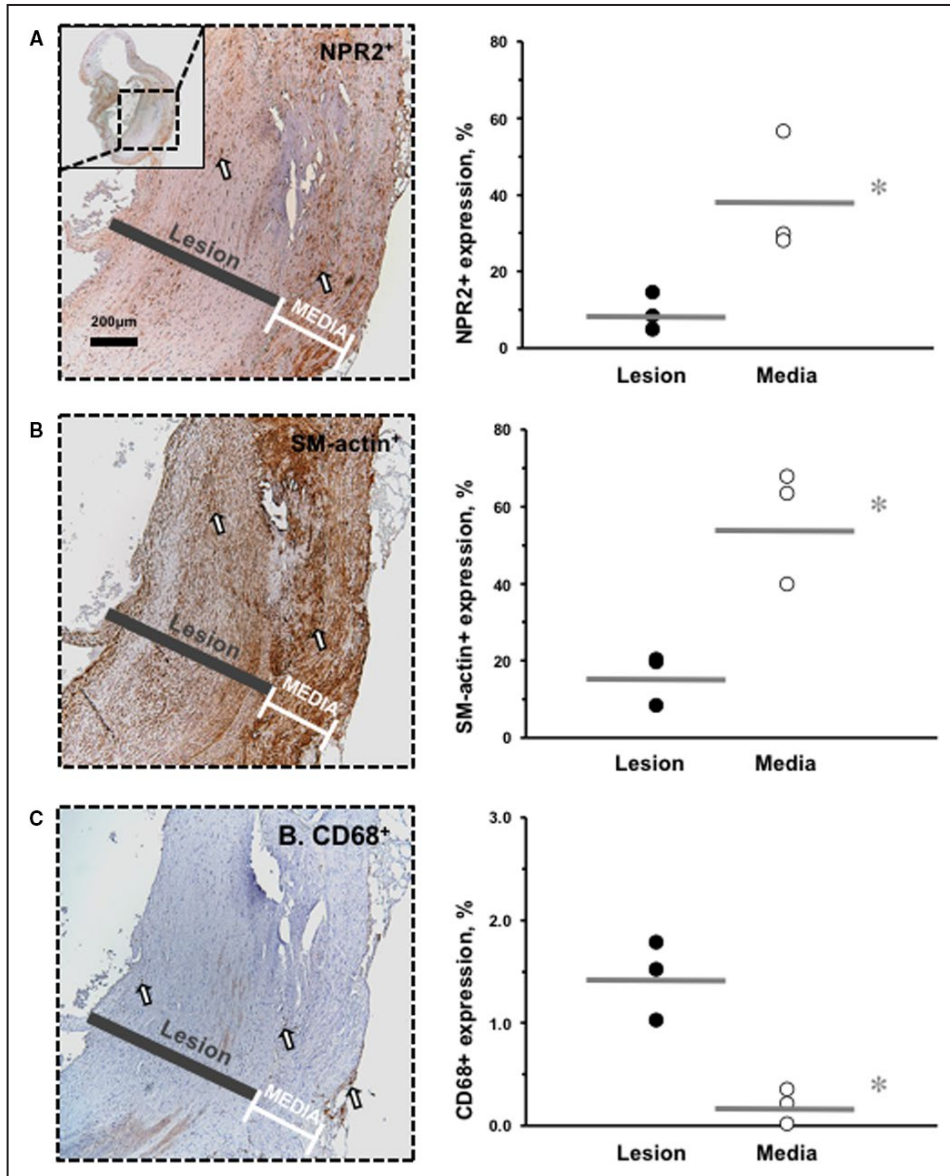 A
NPR2+
Lesion
MEDIA
200µm
NPR2+ expression, %
80
60
40
20
0
*
Lesion Media
B
SM-actin+
Lesion
MEDIA
SM-actin+ expression, %
80
60
40
20
0
*
Lesion Media
C
B. CD68+
Lesion
MEDIA
CD68+ expression, %
3.0
2.0
1.0
0.0
*
Lesion Media